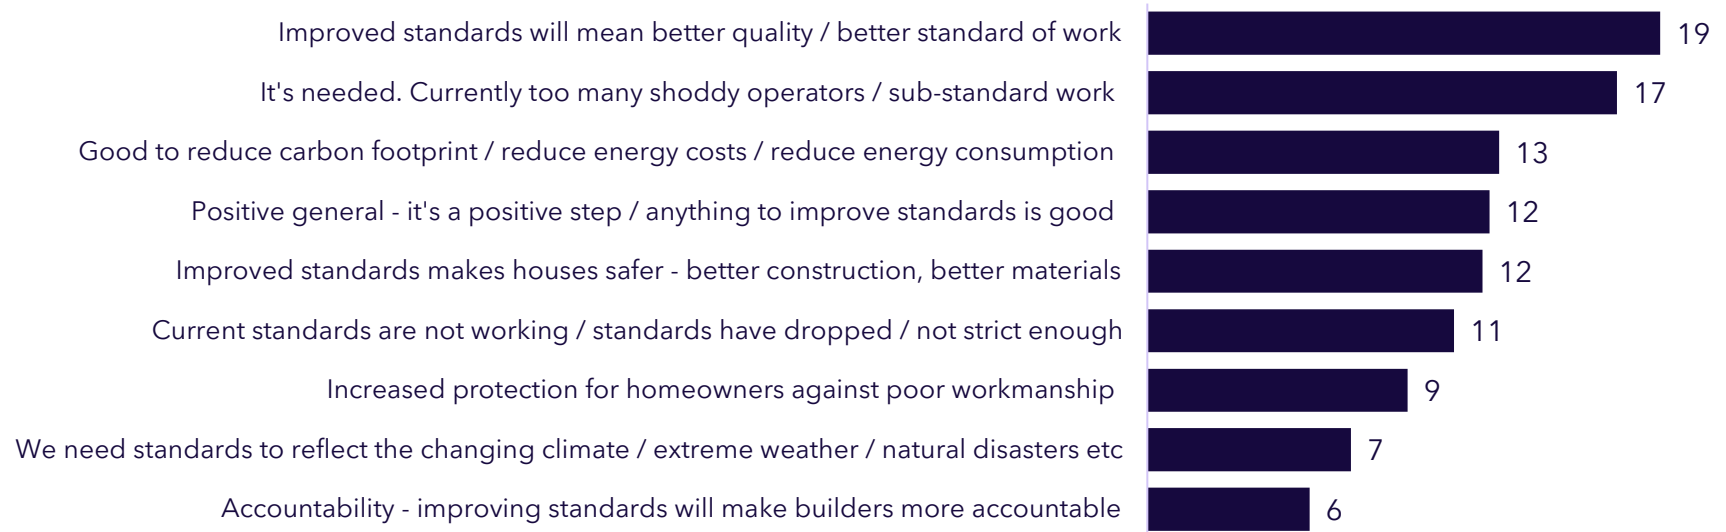 Improved standards will mean better quality / better standard of work 19
It's needed. Currently too many shoddy operators / sub-standard work 17
Good to reduce carbon footprint / reduce energy costs / reduce energy consumption 13
Positive general - it's a positive step / anything to improve standards is good 12
Improved standards makes houses safer - better construction, better materials 12
Current standards are not working / standards have dropped / not strict enough 11
Increased protection for homeowners against poor workmanship 9
We need standards to reflect the changing climate / extreme weather / natural disasters etc 7
Accountability - improving standards will make builders more accountable 6